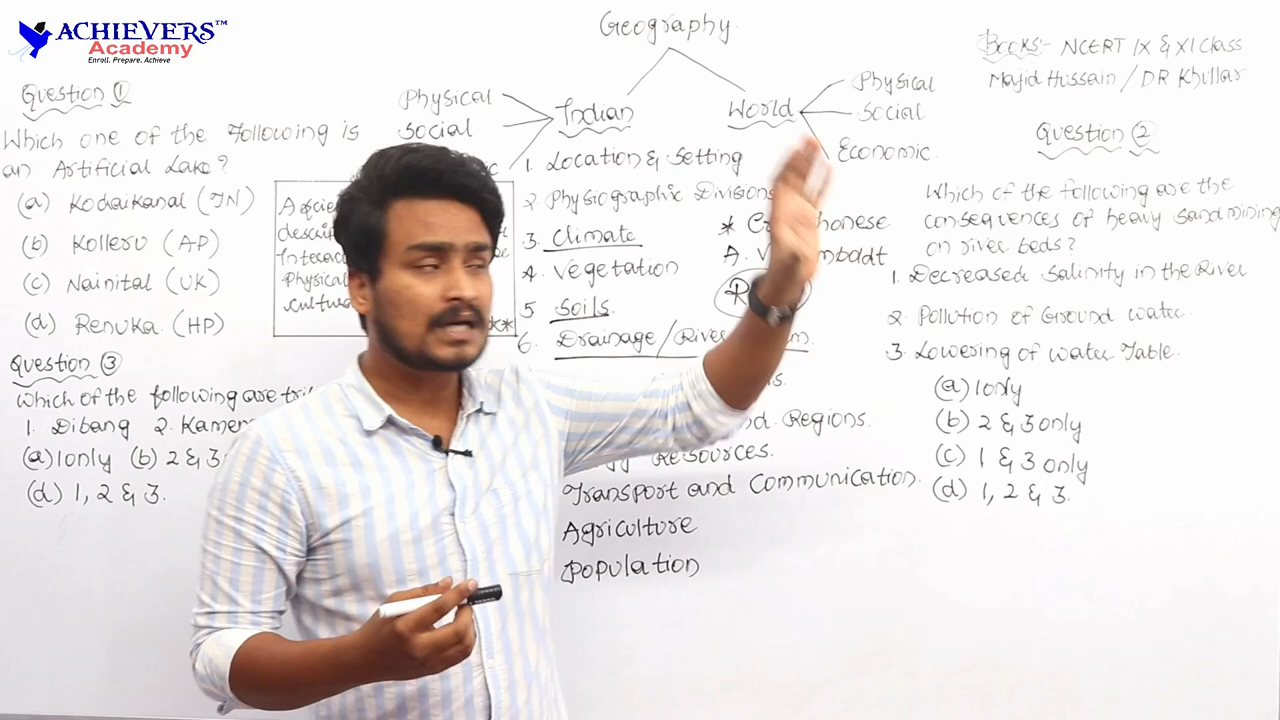 ACHIEVERS™
Academy
Enroll. Prepare. Achieve
Geography.
Indian
World
Physical
Social
Physical
Social
Economic.
Books:- NCERT IX & XI Class
Majid Hussain / DR Khullar
Question ①
Which one of the following is
an Artificial Lake?
(a) Kodaikanal (TN)
(b) Kolleru (AP)
(c) Nainital (UK)
(d) Renuka. (HP)
Question ③
Which of the following are
1. Dibang 2.
(a) 1 only (b) 2 & 3
(d) 1, 2 & 3.
Physical
**
1. Location & Setting
2. Physiographic Divisions
3. Climate
4. Vegetation
5 Soils.
6. Drainage / River
Regions.
Resources.
Transport and Communication.
Agriculture
Population
*
A.
Question ②
Which of the following are the
consequences of heavy Sand mining
on river beds?
1. Decreased Salinity in the River
2. Pollution of Ground water.
3. Lowering of water Table.
(a) 1 only
(b) 2 & 3 only
(c) 1 & 3 only
(d) 1, 2 & 3.